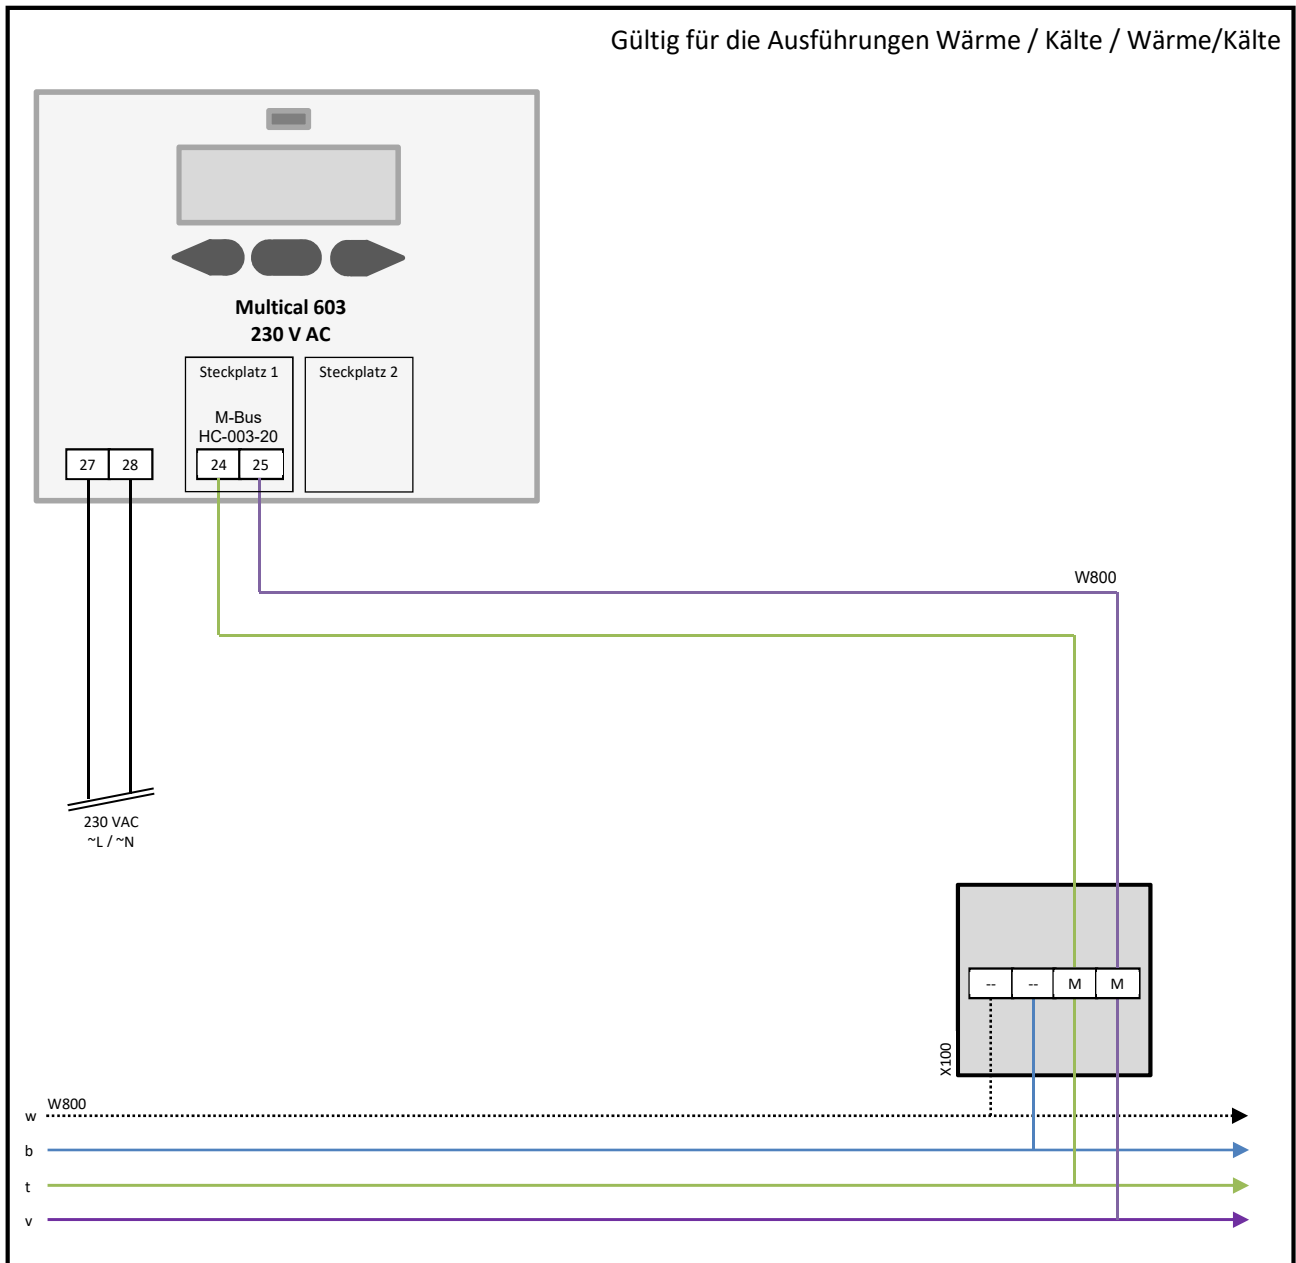 Gültig für die Ausführungen Wärme / Kälte / Wärme/Kälte
Multical 603
230 V AC
Steckplatz 1
Steckplatz 2
M-Bus
HC-003-20
27 28
24 25
W800
230 VAC
~L / ~N
-- -- M M
X100
W800
w
b
t
v